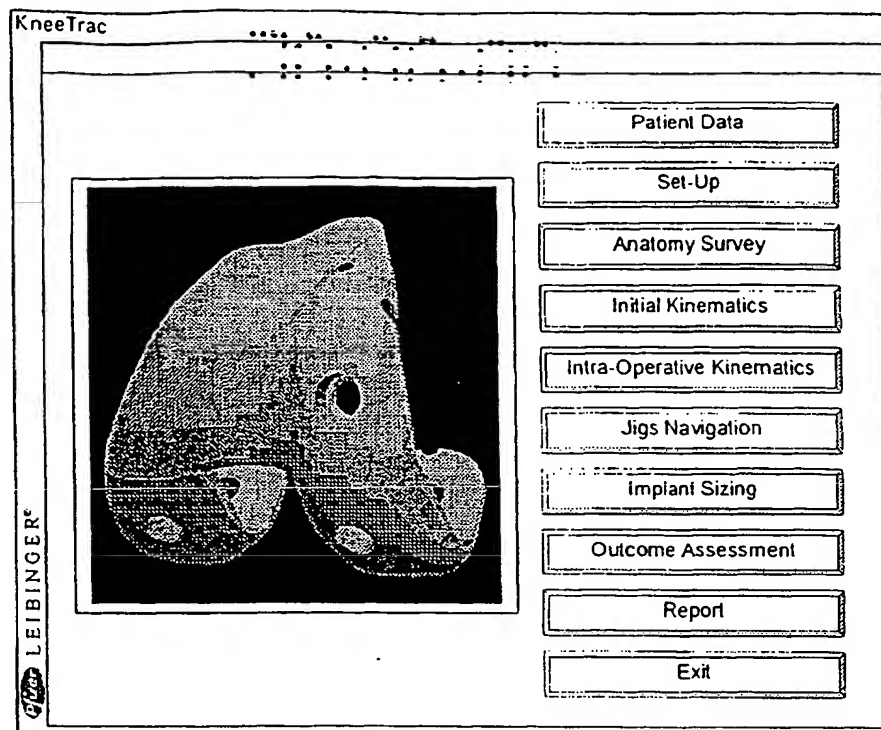 KneeTrac
Patient Data
Set-Up
Anatomy Survey
Initial Kinematics
Intra-Operative Kinematics
Jigs Navigation
Implant Sizing
Outcome Assessment
Report
Exit
LEIBINGER®